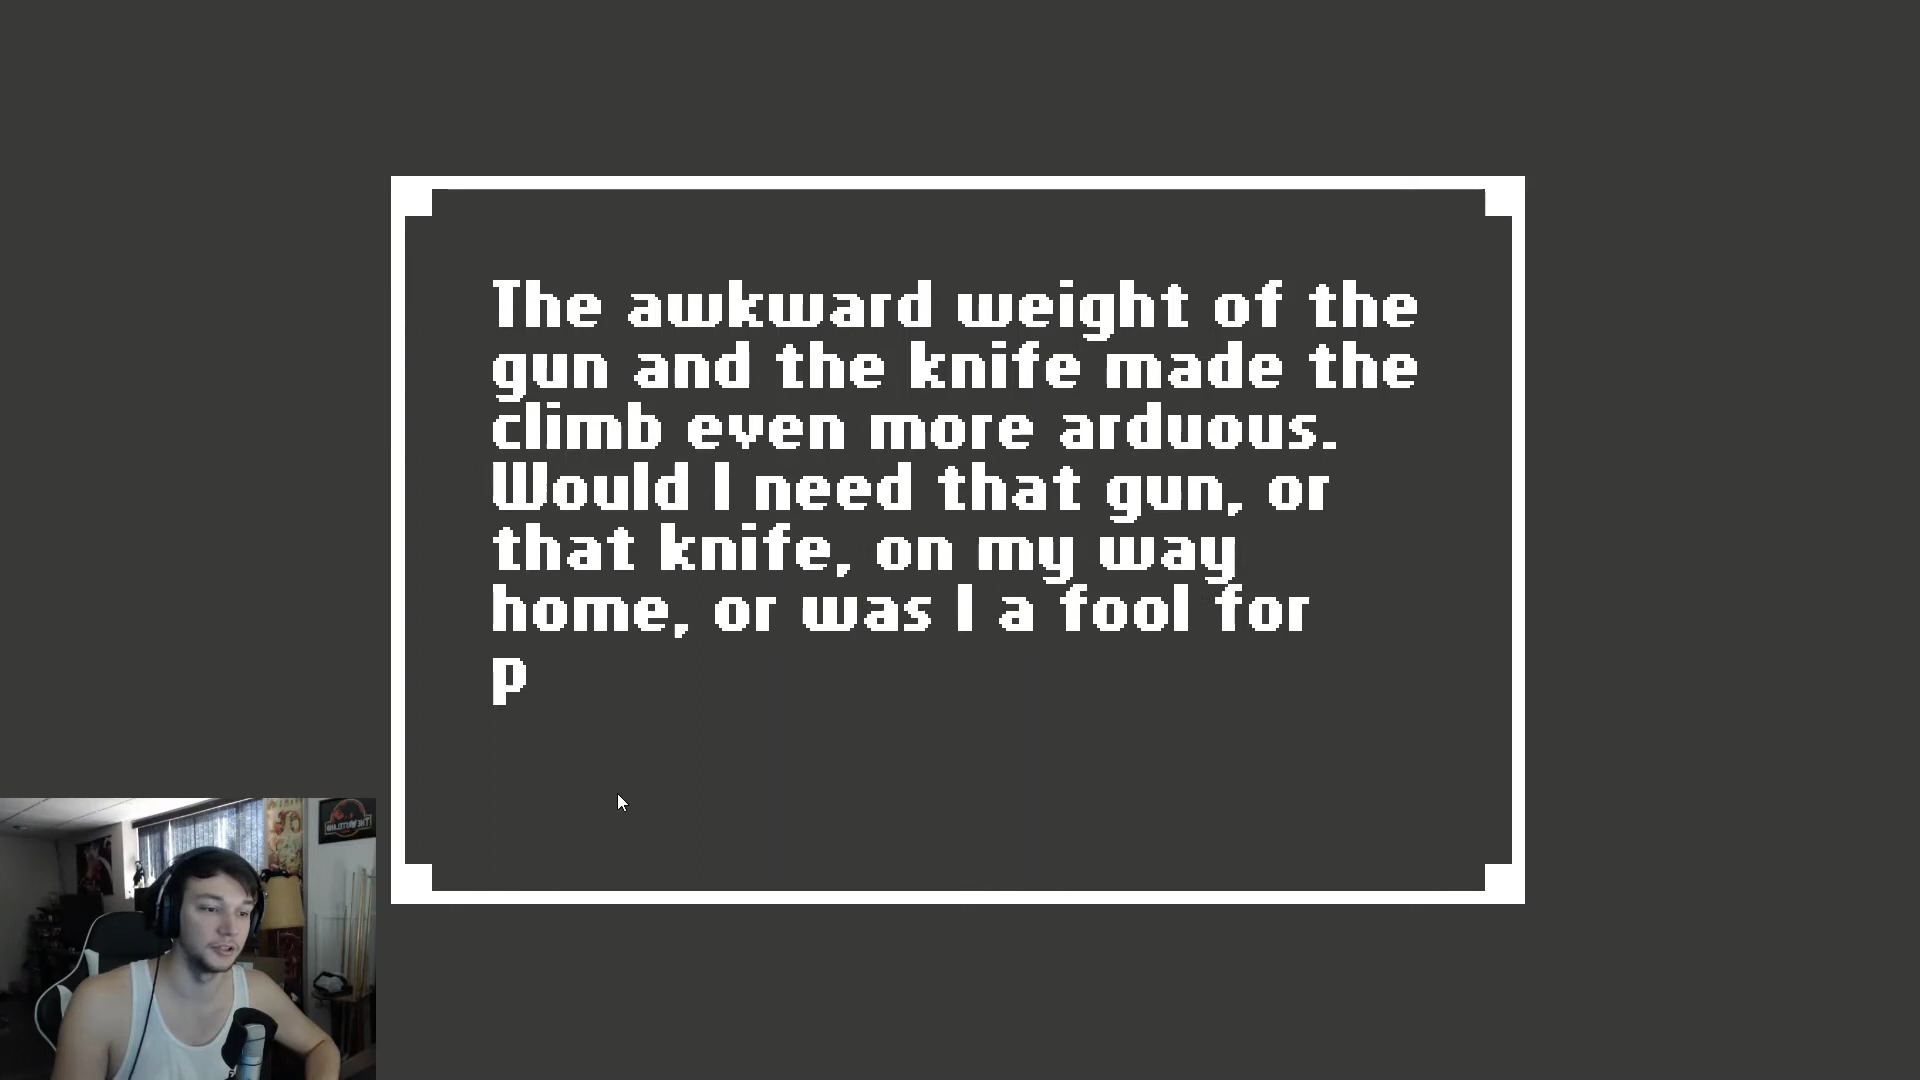 The awkward weight of the
gun and the knife made the
climb even more arduous.
Would I need that gun, or
that knife, on my way
home, or was I a fool for
p